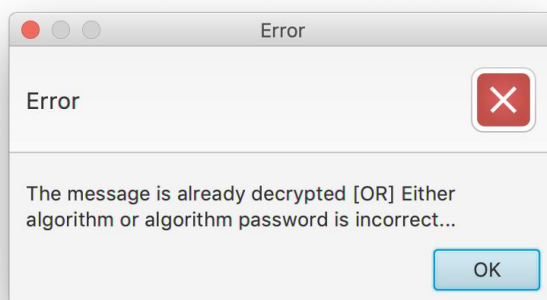 Error
Error
The message is already decrypted [OR] Either
algorithm or algorithm password is incorrect...
OK